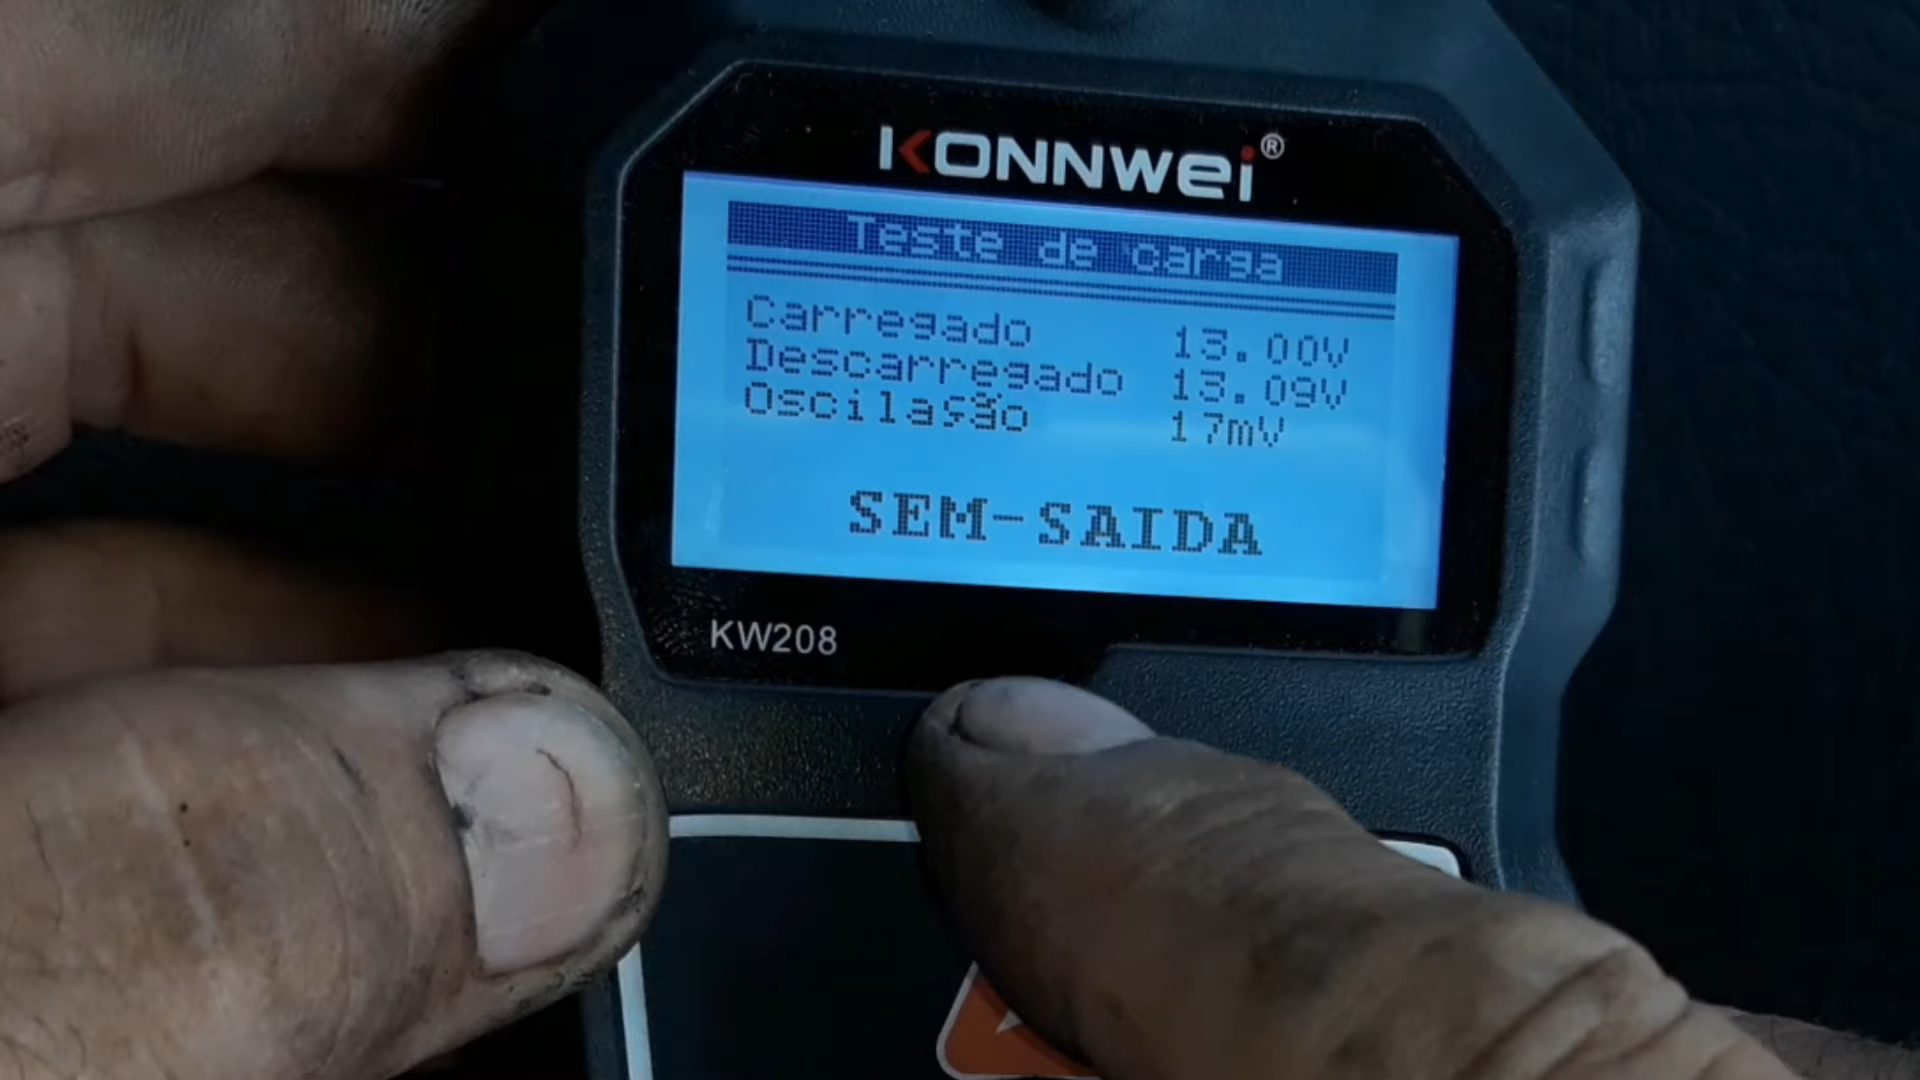 KONNWEI®
Teste de carga
Carregado 13.00V
Descarregado 13.09V
Oscilação 17mV
SEM-SAIDA
KW208